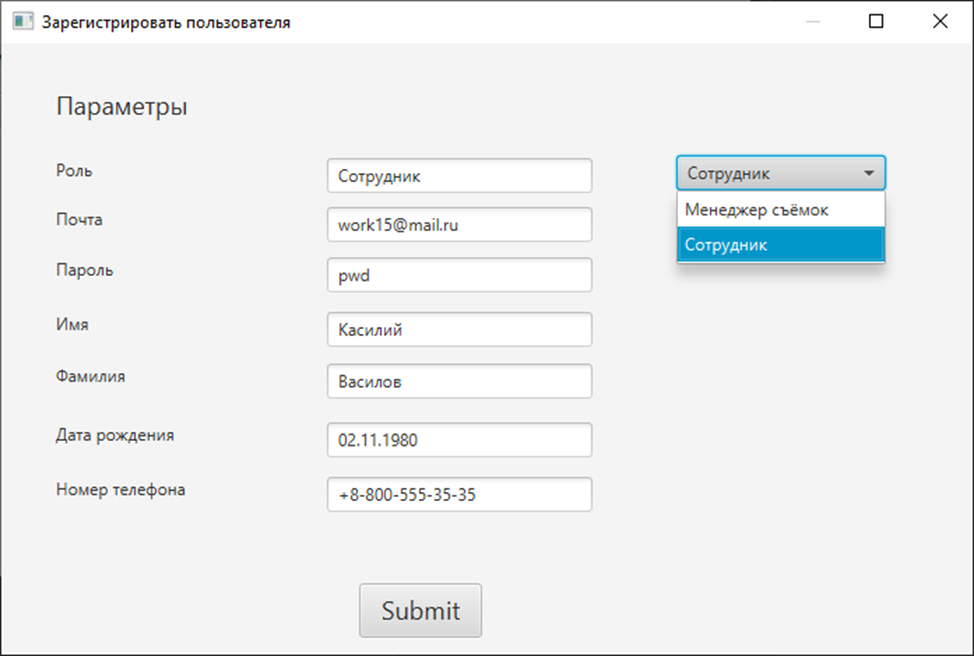 Зарегистрировать пользователя
Параметры
Роль
Сотрудник
Сотрудник
Менеджер съёмок
Сотрудник
Почта
work15@mail.ru
Пароль
pwd
Имя
Касилий
Фамилия
Василов
Дата рождения
02.11.1980
Номер телефона
+8-800-555-35-35
Submit